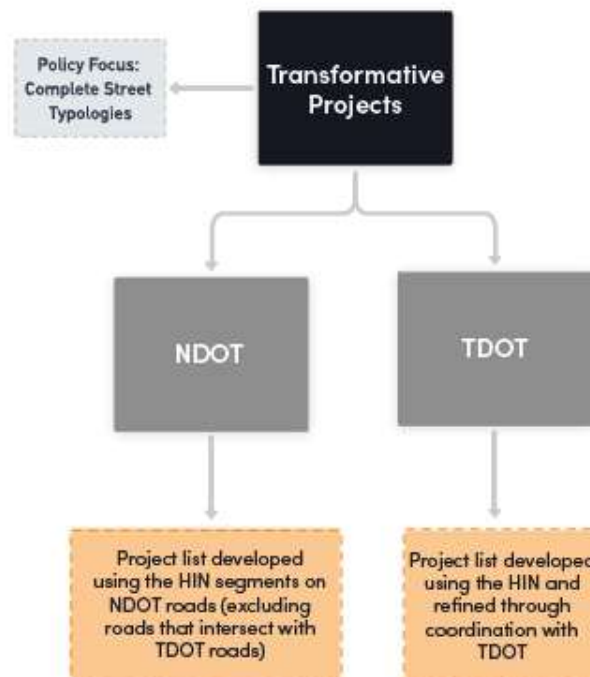 Policy Focus:
Complete Street
Typologies
Transformative
Projects
NDOT
TDOT
Project list developed
using the HIN segments on
NDOT roads (excluding
roads that intersect with
TDOT roads)
Project list developed
using the HIN and
refined through
coordination with
TDOT